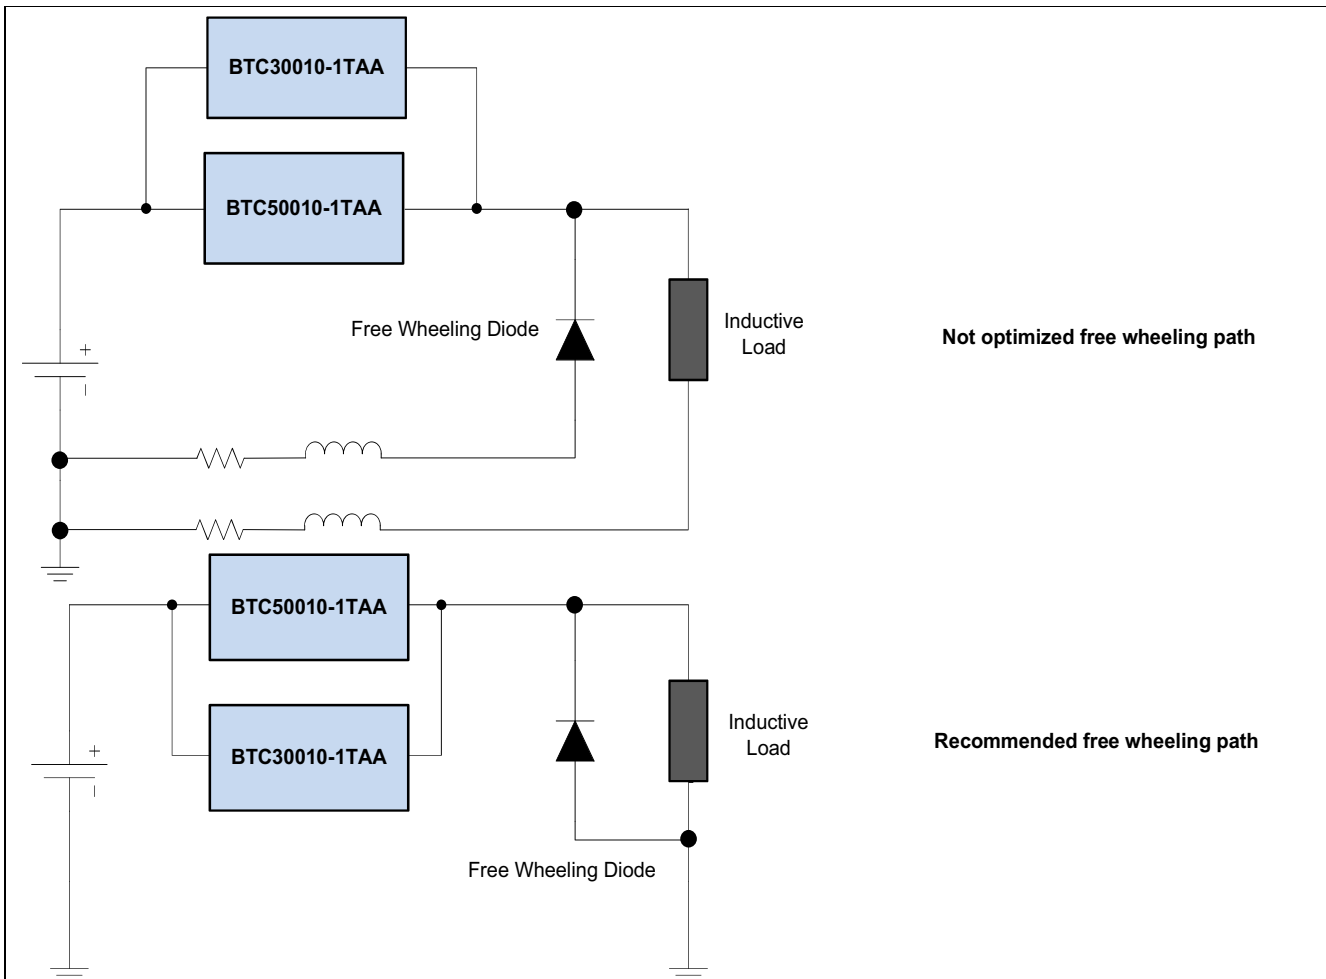 BTC30010-1TAA
BTC50010-1TAA
Free Wheeling Diode
Inductive
Load
Not optimized free wheeling path
+
−
BTC50010-1TAA
BTC30010-1TAA
Inductive
Load
Recommended free wheeling path
+
−
Free Wheeling Diode